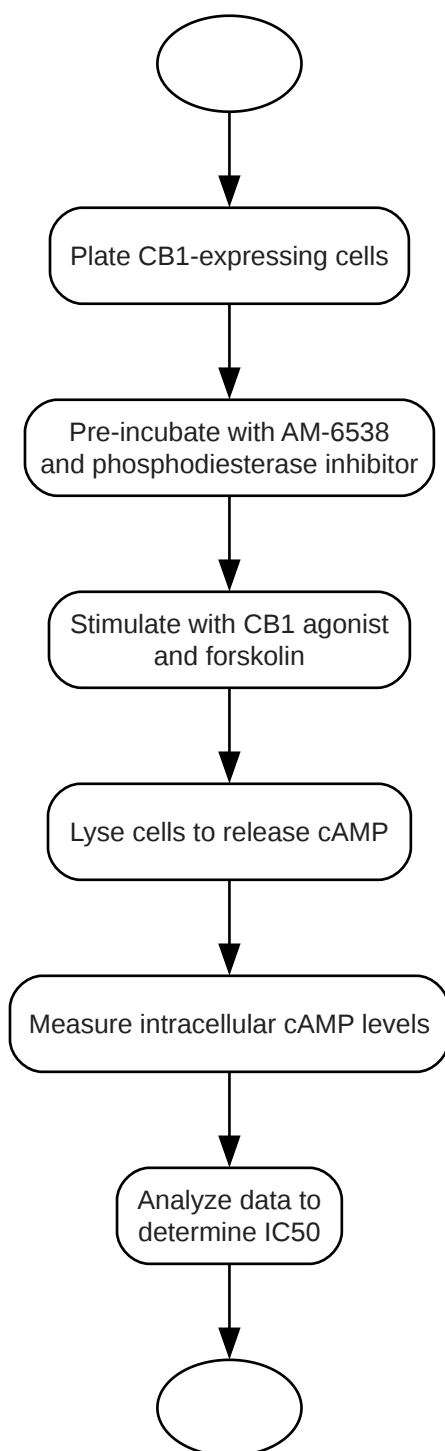 Plate CB1-expressing cells
Pre-incubate with AM-6538
and phosphodiesterase inhibitor
Stimulate with CB1 agonist
and forskolin
Lyse cells to release cAMP
Measure intracellular cAMP levels
Analyze data to
determine IC50